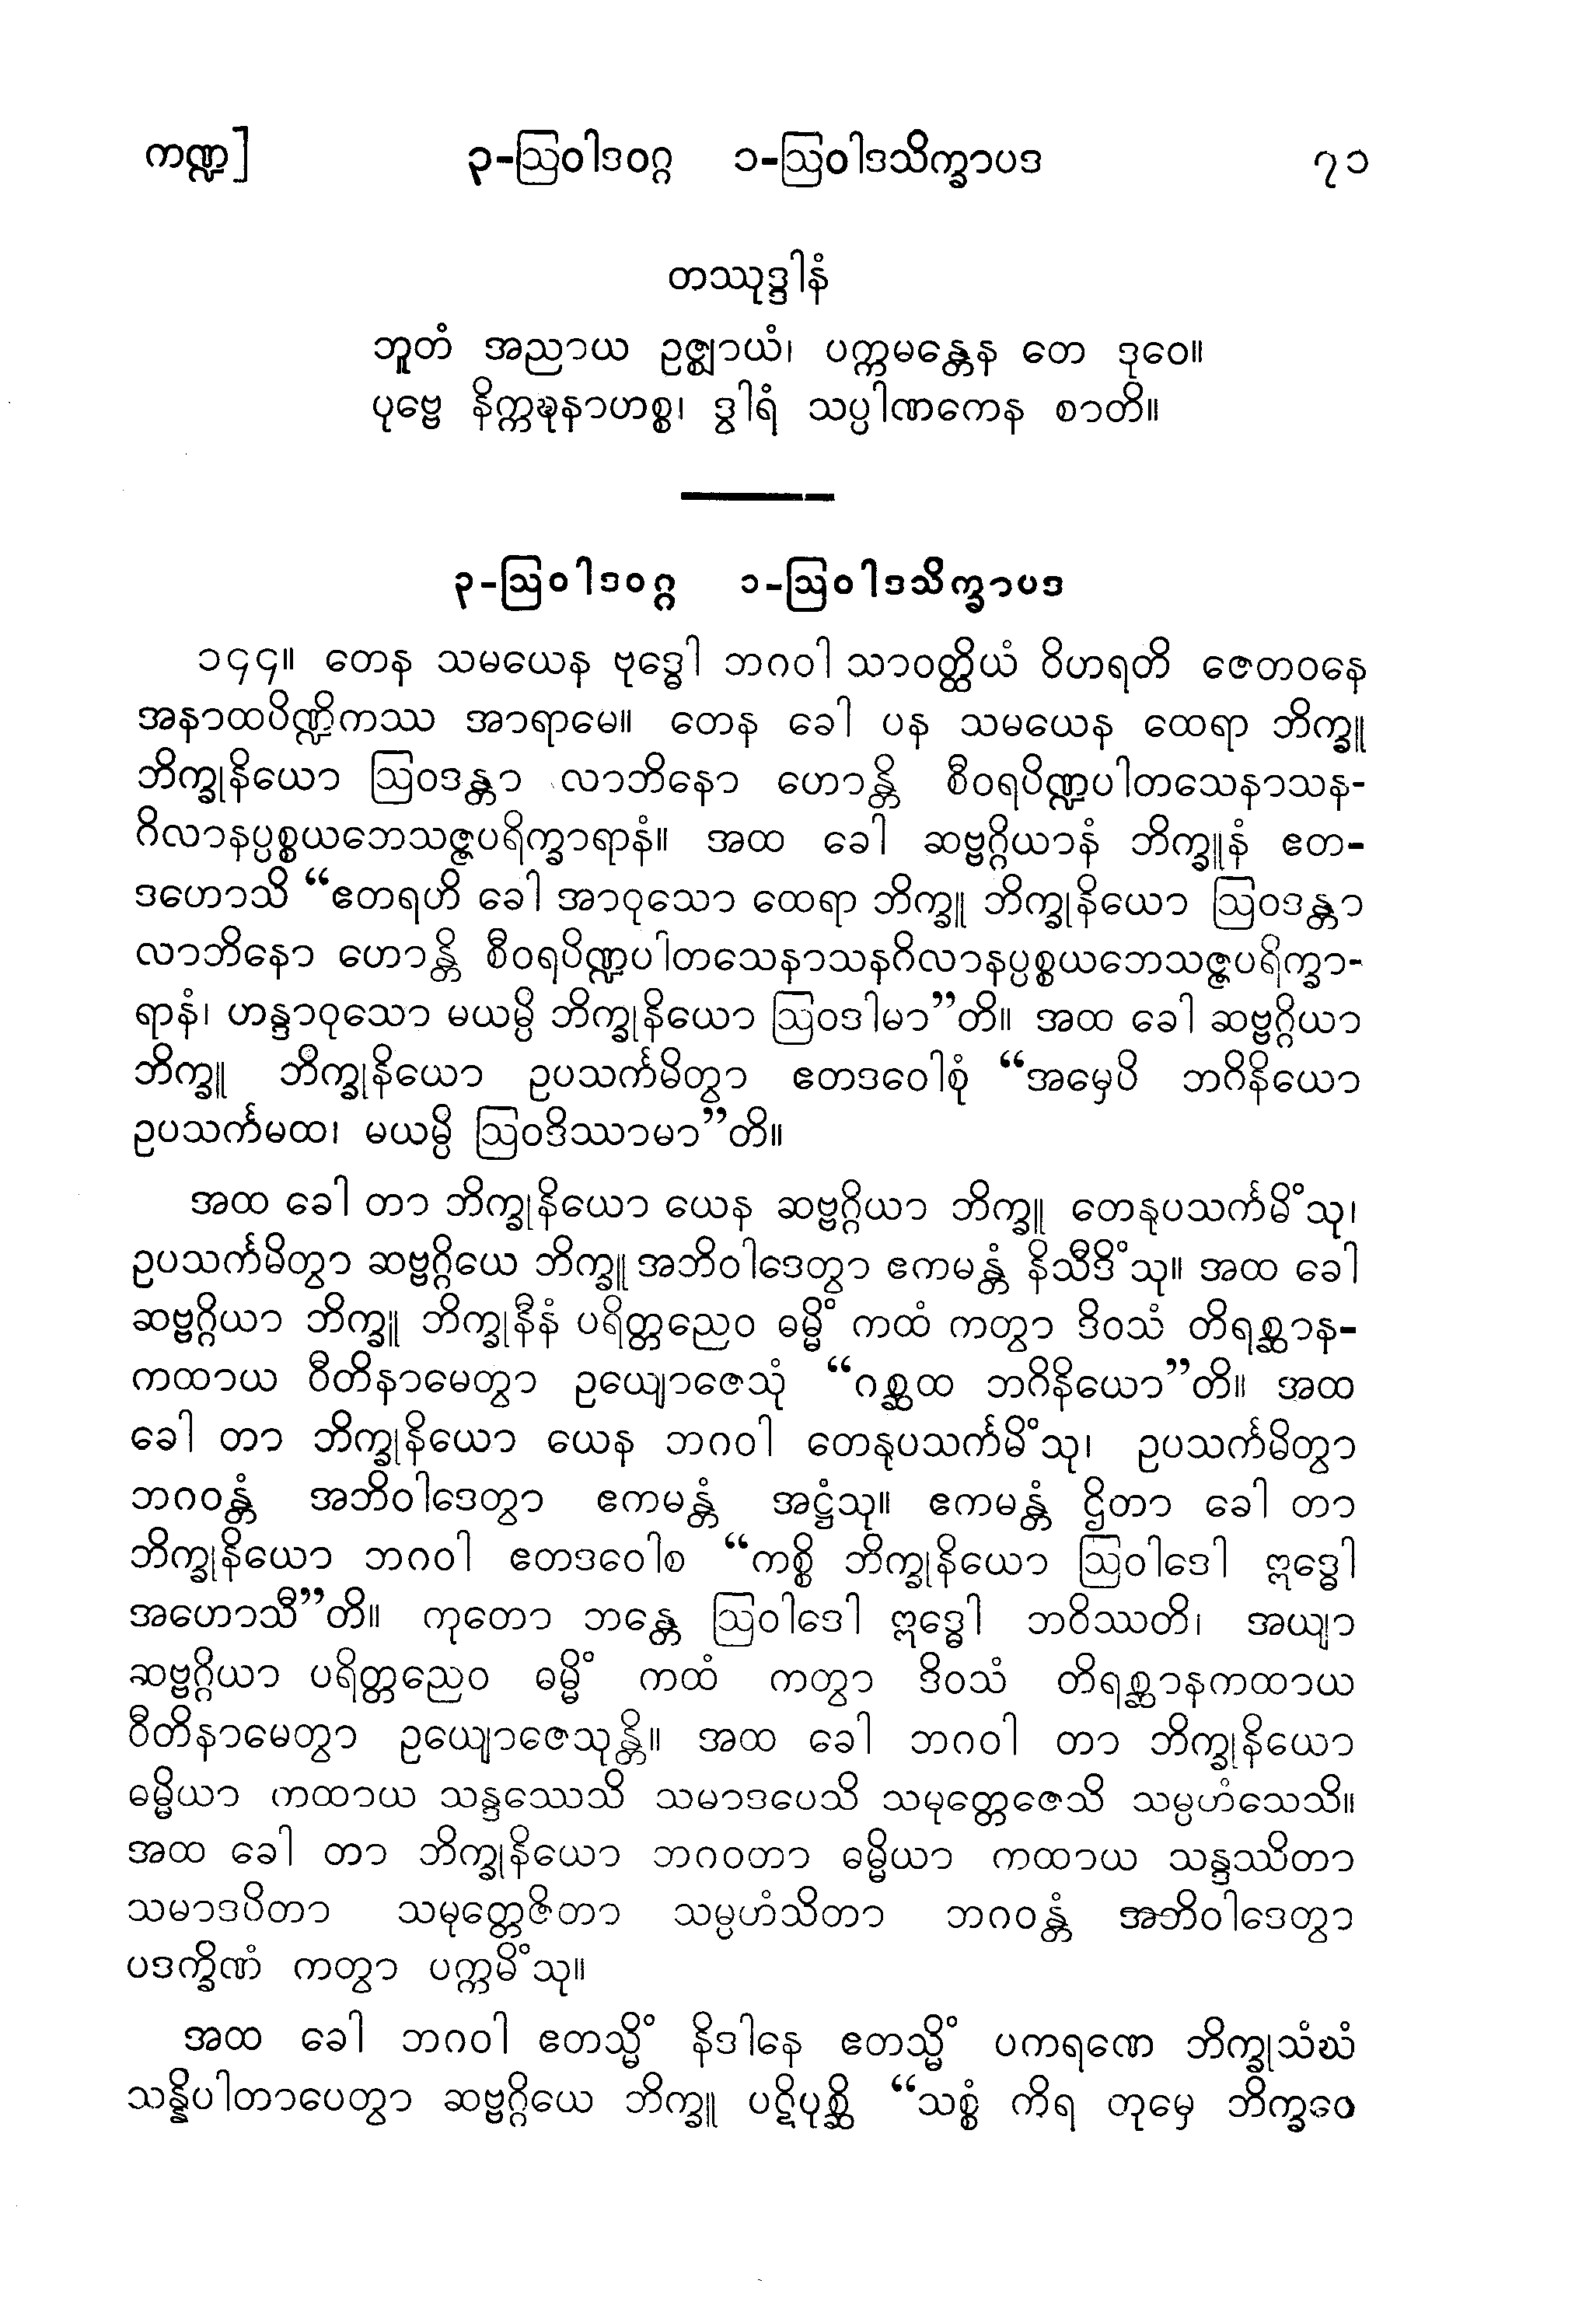 ကဏ္ဍ] ၃-ဩဝါဒဝဂ္ဂ ၁-ဩဝါဒသိက္ခာပဒ ၇၁
တဿုဒ္ဒါနံ
ဘူတံ အညာယ ဥဇ္ဈာယံ၊ ပက္ကမန္တေန တေ ဒုဝေ။
ပုဗ္ဗေ နိက္ကဍ္ဎနာဟစ္စ၊ ဒွါရံ သပ္ပါဏကေန စာတိ။
၃-ဩဝါဒဝဂ္ဂ ၁-ဩဝါဒသိက္ခာပဒ
၁၄၄။ တေန သမယေန ဗုဒ္ဓေါ ဘဂဝါ သာဝတ္ထိယံ ဝိဟရတိ ဇေတဝနေ
အနာထပိဏ္ဍိကဿ အာရာမေ။ တေန ခေါ ပန သမယေန ထေရာ ဘိက္ခူ
ဘိက္ခုနိယော ဩဝဒန္တာ လာဘိနော ဟောန္တိ စီဝရပိဏ္ဍပါတသေနာသန-
ဂိလာနပ္ပစ္စယဘေသဇ္ဇပရိက္ခာရာနံ။ အထ ခေါ ဆဗ္ဗဂ္ဂိယာနံ ဘိက္ခူနံ ဧတ-
ဒဟောသိ “ဧတရဟိ ခေါ အာဝုသော ထေရာ ဘိက္ခူ ဘိက္ခုနိယော ဩဝဒန္တာ
လာဘိနော ဟောန္တိ စီဝရပိဏ္ဍပါတသေနာသနဂိလာနပ္ပစ္စယဘေသဇ္ဇပရိက္ခာ-
ရာနံ၊ ဟန္ဒာဝုသော မယမ္ပိ ဘိက္ခုနိယော ဩဝဒါမာ”တိ။ အထ ခေါ ဆဗ္ဗဂ္ဂိယာ
ဘိက္ခူ ဘိက္ခုနိယော ဥပသင်္ကမိတွာ ဧတဒဝေါစုံ “အမှေပိ ဘဂိနိယော
ဥပသင်္ကမထ၊ မယမ္ပိ ဩဝဒိဿာမာ”တိ။
အထ ခေါ တာ ဘိက္ခုနိယော ယေန ဆဗ္ဗဂ္ဂိယာ ဘိက္ခူ တေနုပသင်္ကမိံသု၊
ဥပသင်္ကမိတွာ ဆဗ္ဗဂ္ဂိယေ ဘိက္ခူ အဘိဝါဒေတွာ ဧကမန္တံ နိသီဒိံသု။ အထ ခေါ
ဆဗ္ဗဂ္ဂိယာ ဘိက္ခူ ဘိက္ခုနီနံ ပရိတ္တညေဝ ဓမ္မိံ ကထံ ကတွာ ဒိဝသံ တိရစ္ဆာန-
ကထာယ ဝီတိနာမေတွာ ဥယျောဇေသုံ “ဂစ္ဆထ ဘဂိနိယော”တိ။ အထ
ခေါ တာ ဘိက္ခုနိယော ယေန ဘဂဝါ တေနုပသင်္ကမိံသု၊ ဥပသင်္ကမိတွာ
ဘဂဝန္တံ အဘိဝါဒေတွာ ဧကမန္တံ အဋ္ဌံသု။ ဧကမန္တံ ဌိတာ ခေါ တာ
ဘိက္ခုနိယော ဘဂဝါ ဧတဒဝေါစ “ကစ္စိ ဘိက္ခုနိယော ဩဝါဒေါ ဣဒ္ဓေါ
အဟောသီ”တိ။ ကုတော ဘန္တေ ဩဝါဒေါ ဣဒ္ဓေါ ဘဝိဿတိ၊ အယျာ
ဆဗ္ဗဂ္ဂိယာ ပရိတ္တညေဝ ဓမ္မိံ ကထံ ကတွာ ဒိဝသံ တိရစ္ဆာနကထာယ
ဝီတိနာမေတွာ ဥယျောဇေသုန္တိ။ အထ ခေါ ဘဂဝါ တာ ဘိက္ခုနိယော
ဓမ္မိယာ ကထာယ သန္ဒဿေသိ သမာဒပေသိ သမုတ္တေဇေသိ သမ္ပဟံသေသိ။
အထ ခေါ တာ ဘိက္ခုနိယော ဘဂဝတာ ဓမ္မိယာ ကထာယ သန္ဒဿိတာ
သမာဒပိတာ သမုတ္တေဇိတာ သမ္ပဟံသိတာ ဘဂဝန္တံ အဘိဝါဒေတွာ
ပဒက္ခိဏံ ကတွာ ပက္ကမိံသု။
အထ ခေါ ဘဂဝါ ဧတသ္မိံ နိဒါနေ ဧတသ္မိံ ပကရဏေ ဘိက္ခုသံဃံ
သန္နိပါတာပေတွာ ဆဗ္ဗဂ္ဂိယေ ဘိက္ခူ ပဋိပုစ္ဆိ “သစ္စံ ကိရ တုမှေ ဘိက္ခဝေ